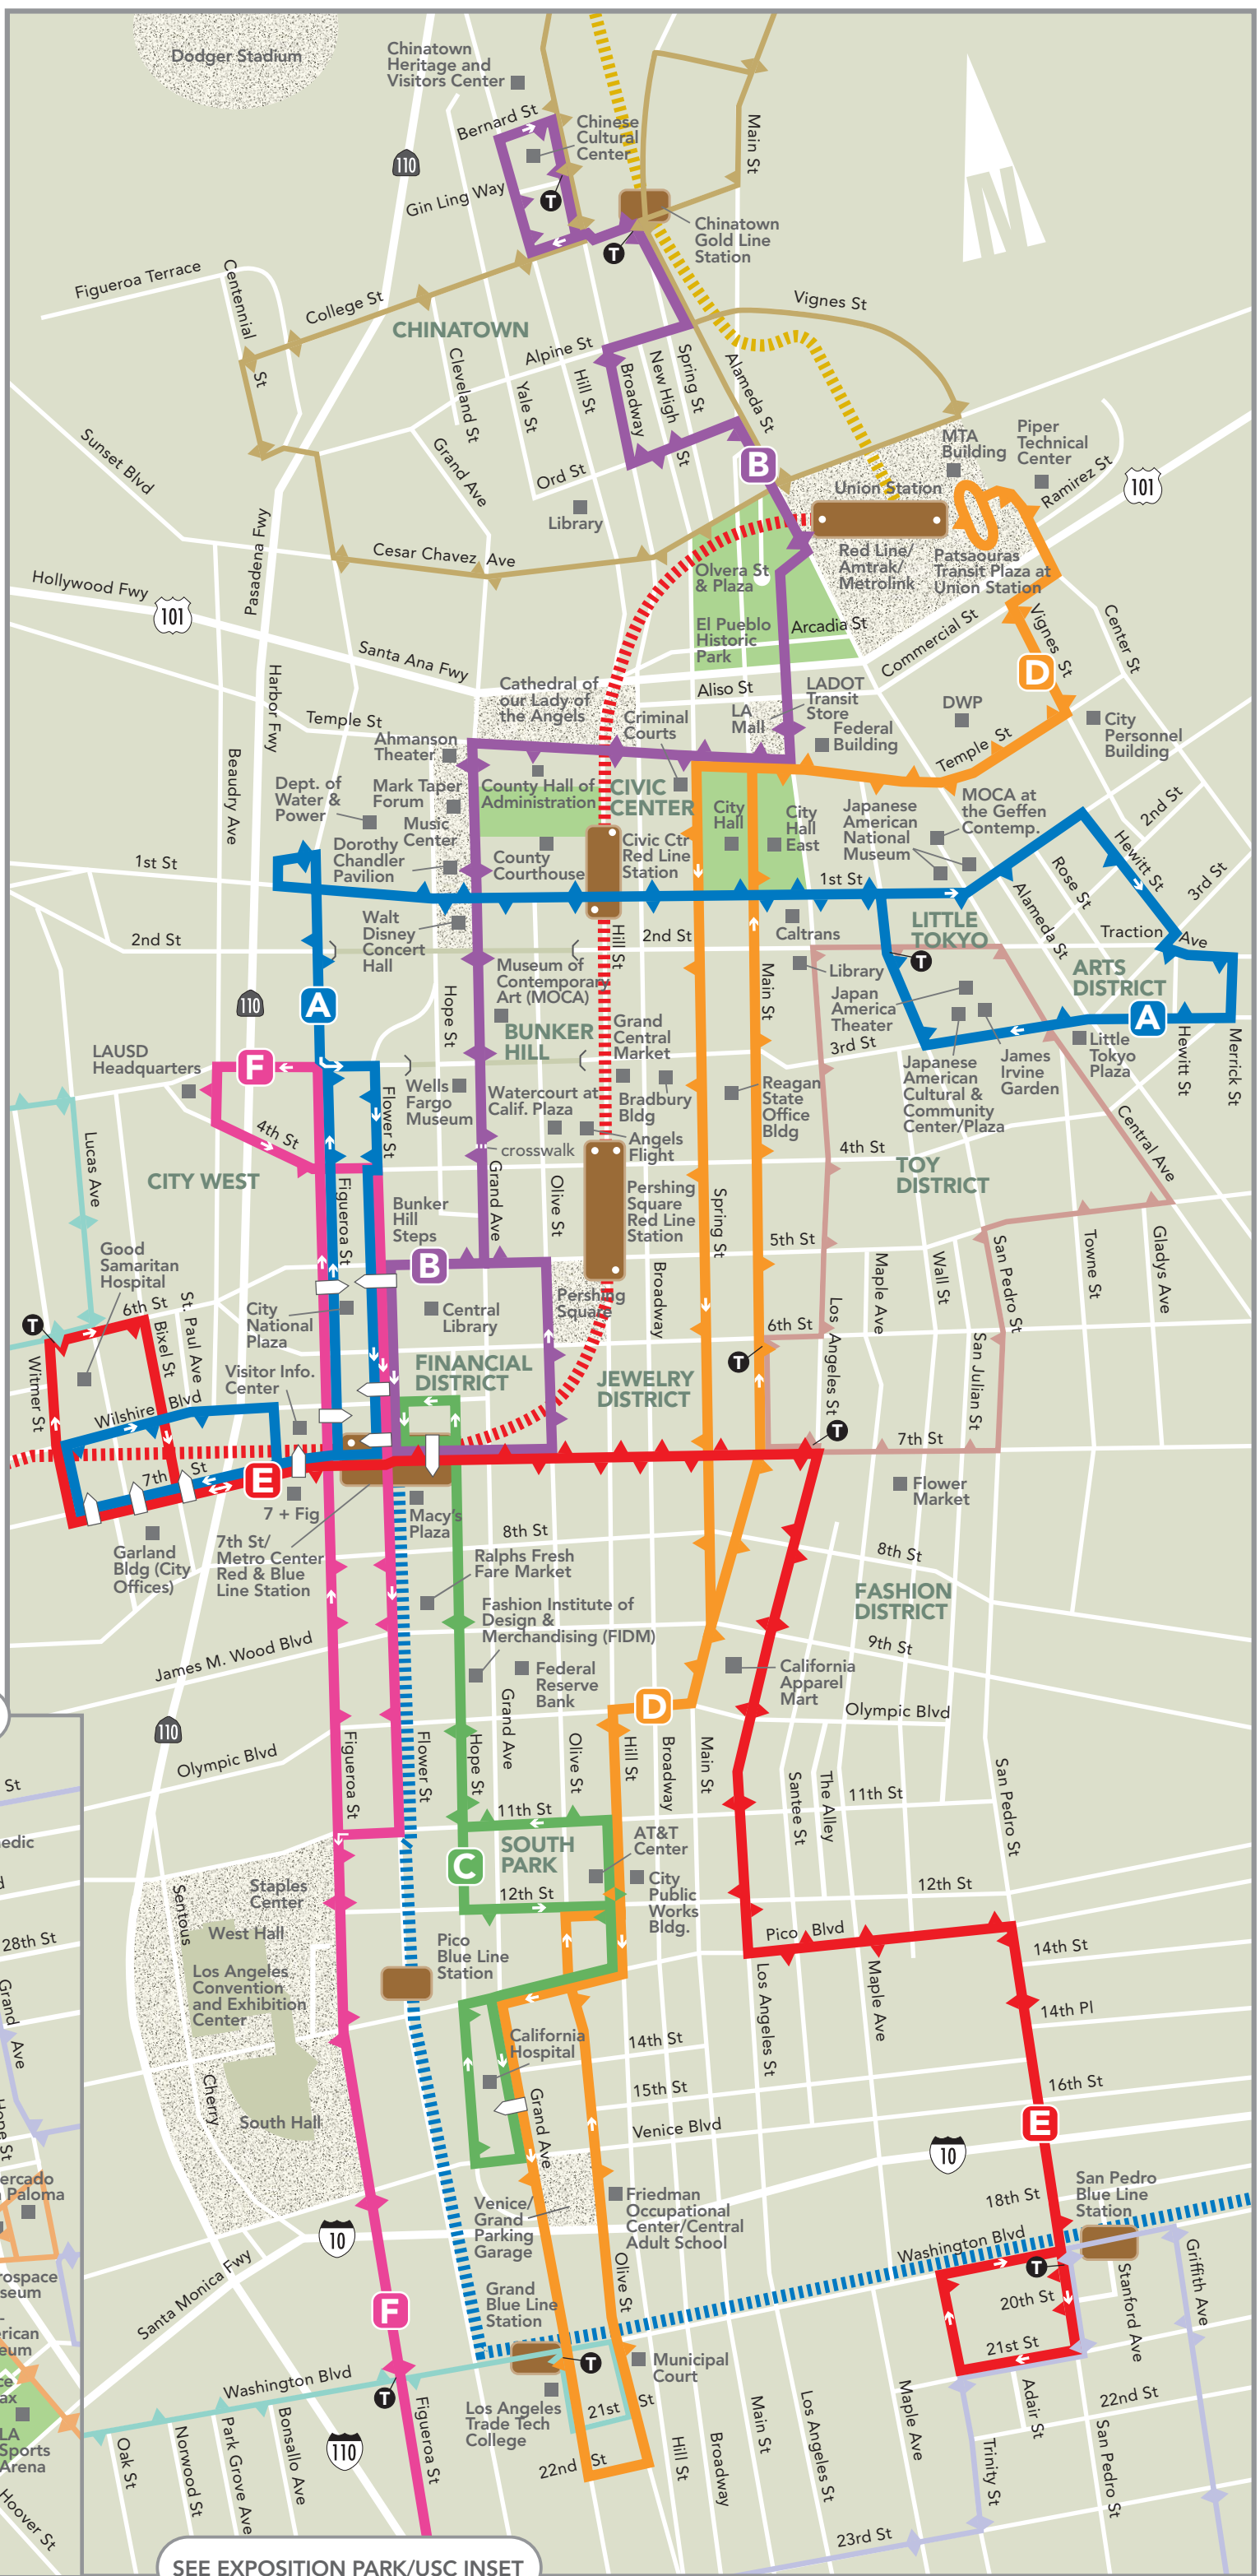 Dodger Stadium
Chinatown
Heritage and
Visitors Center
Bernard St
Chinese
Cultural
Center
Main St
110
Gin Ling Way
T
N
Chinatown
Gold Line
Station
T
Figueroa Terrace
Centennial
St
College St
CHINATOWN
Vignes St
Alpine St
Cleveland St
Yale St
Hill St
Broadway
New High
St
Spring St
Alameda St
Sunset Blvd
Grand Ave
Ord St
Library
B
MTA
Building
Piper
Technical
Center
Ramirez St
101
Union Station
Cesar Chavez Ave
Pasadena Fwy
Red Line/
Amtrak/
Metrolink
Patsaouras
Transit Plaza at
Union Station
Olvera St
& Plaza
Hollywood Fwy
101
El Pueblo
Historic
Park
Arcadia St
Commercial St
Vignes St
Center St
D
Santa Ana Fwy
Harbor Fwy
Aliso St
Cathedral of
our Lady of
the Angels
LADOT
Transit
Store
LA
Mall
DWP
City
Personnel
Building
Temple St
Criminal
Courts
Federal
Building
Temple St
Ahmanson
Theater
Beaudry Ave
Dept. of
Water &
Power
Mark Taper
Forum
Music
Center
Dorothy
Chandler
Pavilion
County Hall of
Administration
CIVIC
CENTER
City
Hall
City
Hall
East
Japanese
American
National
Museum
MOCA at
the Geffen
Contemp.
2nd St
Hewitt St
3rd St
Rose St
Alameda St
County
Courthouse
Civic Ctr
Red Line
Station
1st St
1st St
Walt
Disney
Concert
Hall
2nd St
Hill St
2nd St
Caltrans
LITTLE
TOKYO
T
Traction Ave
ARTS
DISTRICT
Library
Japan
America
Theater
Main St
Museum of
Contemporary
Art (MOCA)
A
110
Hope St
BUNKER
HILL
Grand
Central
Market
3rd St
A
Little
Tokyo
Plaza
Hewitt St
Merrick St
Japanese
American
Cultural &
Community
Center/Plaza
James
Irvine
Garden
LAUSD
Headquarters
F
Flower St
Wells
Fargo
Museum
Watercourt at
Calif. Plaza
Bradbury
Bldg
Reagan
State
Office
Bldg
4th St
Lucas Ave
crosswalk
Angels
Flight
4th St
Central Ave
CITY WEST
Figueroa St
Grand Ave
Olive St
Pershing
Square
Red Line
Station
TOY
DISTRICT
Bunker
Hill
Steps
Spring St
5th St
Good
Samaritan
Hospital
B
Broadway
Maple Ave
Wall St
San Pedro St
Towne St
Gladys Ave
Pershing
Square
City
National
Plaza
Central
Library
6th St
T
Bixel St
St. Paul Ave
Witmer St
Visitor Info.
Center
FINANCIAL
DISTRICT
JEWELRY
DISTRICT
6th St
T
Los Angeles St
San Julian St
Wilshire Blvd
T
7th St
7th St
E
7 + Fig
Macy's
Plaza
Flower
Market
Garland
Bldg (City
Offices)
7th St/
Metro Center
Red & Blue
Line Station
8th St
8th St
Ralphs Fresh
Fare Market
FASHION
DISTRICT
Fashion Institute of
Design &
Merchandising (FIDM)
9th St
James M. Wood Blvd
Federal
Reserve
Bank
California
Apparel
Mart
D
Olympic Blvd
110
Olympic Blvd
Figueroa St
Flower St
Hope St
Grand Ave
Olive St
Hill St
Broadway
Main St
Santee St
The Alley
11th St
San Pedro St
St
11th St
SOUTH
PARK
AT&T
Center
edic
C
City
Public
Works
Bldg.
Staples
Center
12th St
12th St
Sentous
West Hall
Pico Blvd
28th St
Pico
Blue Line
Station
14th St
Los Angeles
Convention
and Exhibition
Center
Grand Ave
Los Angeles St
Maple Ave
14th Pl
California
Hospital
14th St
15th St
16th St
Cherry
South Hall
Grand Ave
Venice Blvd
E
Hope St
10
ercado
Paloma
San Pedro
Blue Line
Station
18th St
10
Venice/
Grand
Parking
Garage
Friedman
Occupational
Center/Central
Adult School
Washington Blvd
T
rospace
seum
Santa Monica Fwy
Olive St
20th St
Stanford Ave
Griffith Ave
F
Grand
Blue Line
Station
21st St
rican
eum
T
Municipal
Court
Washington Blvd
T
Los Angeles
Trade Tech
College
21st St
22nd St
LA
Sports
Arena
Hoover St
Oak St
Norwood St
Park Grove Ave
Bonsallo Ave
110
Figueroa St
22nd St
Hill St
Broadway
Main St
Los Angeles St
Maple Ave
Trinity St
Adair St
San Pedro St
23rd St
SEE EXPOSITION PARK/USC INSET